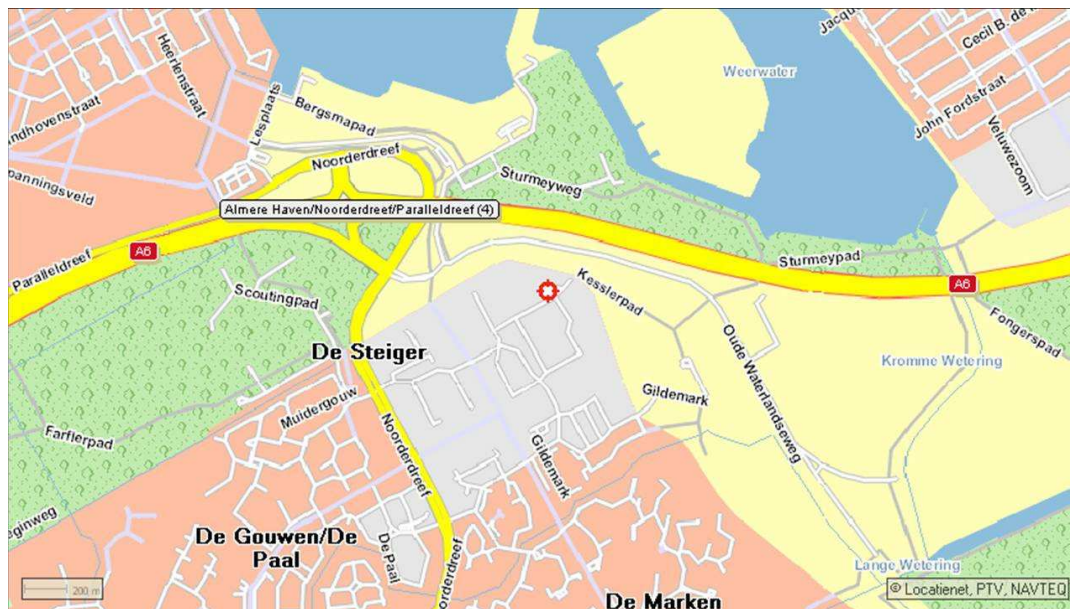 Heerlenstraat
ndhovenstraat
Lesplaats
Bergsmapad
Noorderdreef
panningsveld
Sturmeyweg
Weerwater
Cecil B. de
John Fordstraat
Veluwezoom
Almere Haven/Noorderdreef/Paralleldreef (4)
A6
Paralleldreef
Scoutingpad
Kesslerpad
Sturmeypad
A6
Fongerspad
De Steiger
Oude Waterlandseweg
Kromme Wetering
Muidergouw
Gildemark
Farflerpad
Noorderdreef
Gildemark
eginweg
De Gouwen/De
Paal
De Paal
Noorderdreef
Lange Wetering
200 m
© Locatienet, PTV, NAVTEQ
De Marken